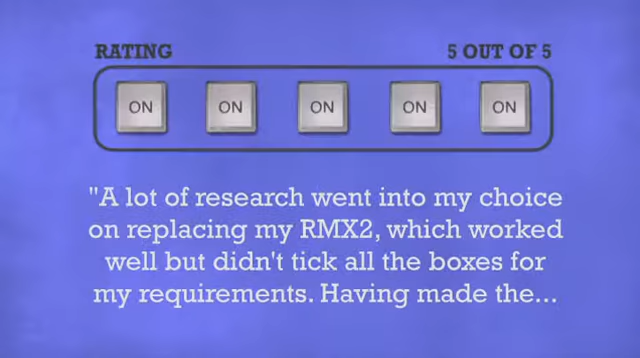 RATING 5 OUT OF 5
ON ON ON ON ON
"A lot of research went into my choice
on replacing my RMX2, which worked
well but didn't tick all the boxes for
my requirements. Having made the...